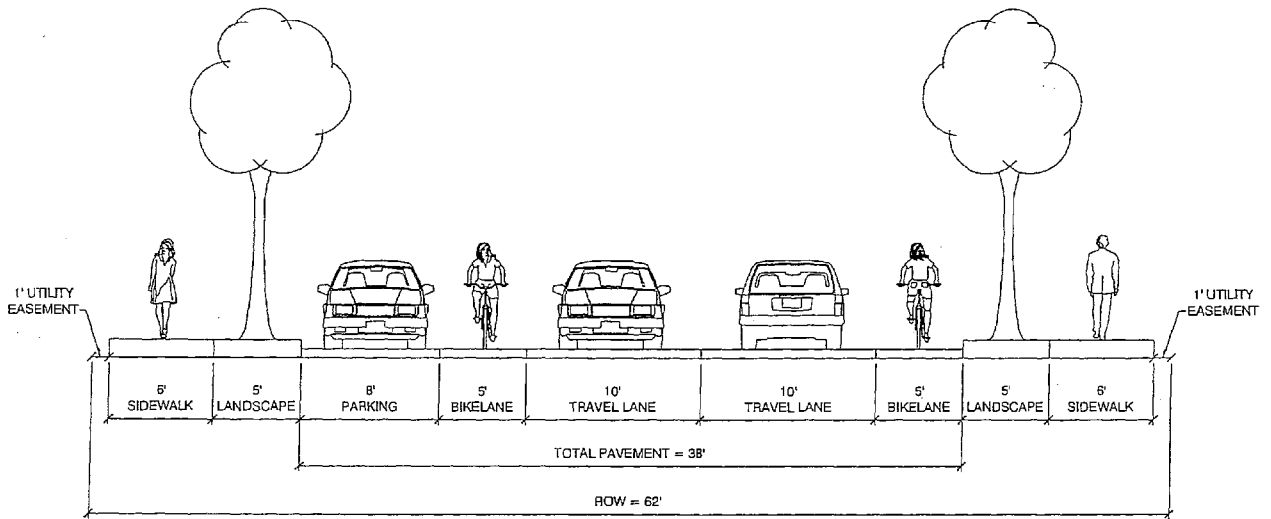 1' UTILITY
EASEMENT
1' UTILITY
EASEMENT
6'
SIDEWALK
5'
LANDSCAPE
8'
PARKING
5'
BIKELANE
10'
TRAVEL LANE
10'
TRAVEL LANE
5'
BIKELANE
5'
LANDSCAPE
6'
SIDEWALK
TOTAL PAVEMENT = 38'
ROW = 62'